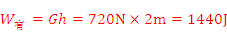 W有 = Gh = 720N × 2m = 1440J